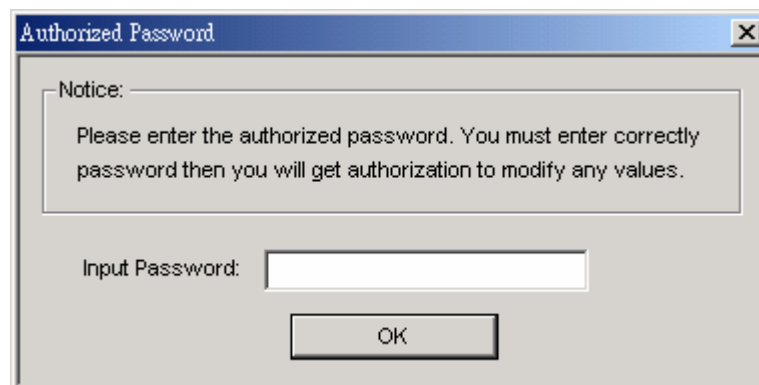 Authorized Password
Notice:
Please enter the authorized password. You must enter correctly
password then you will get authorization to modify any values.
Input Password:
OK